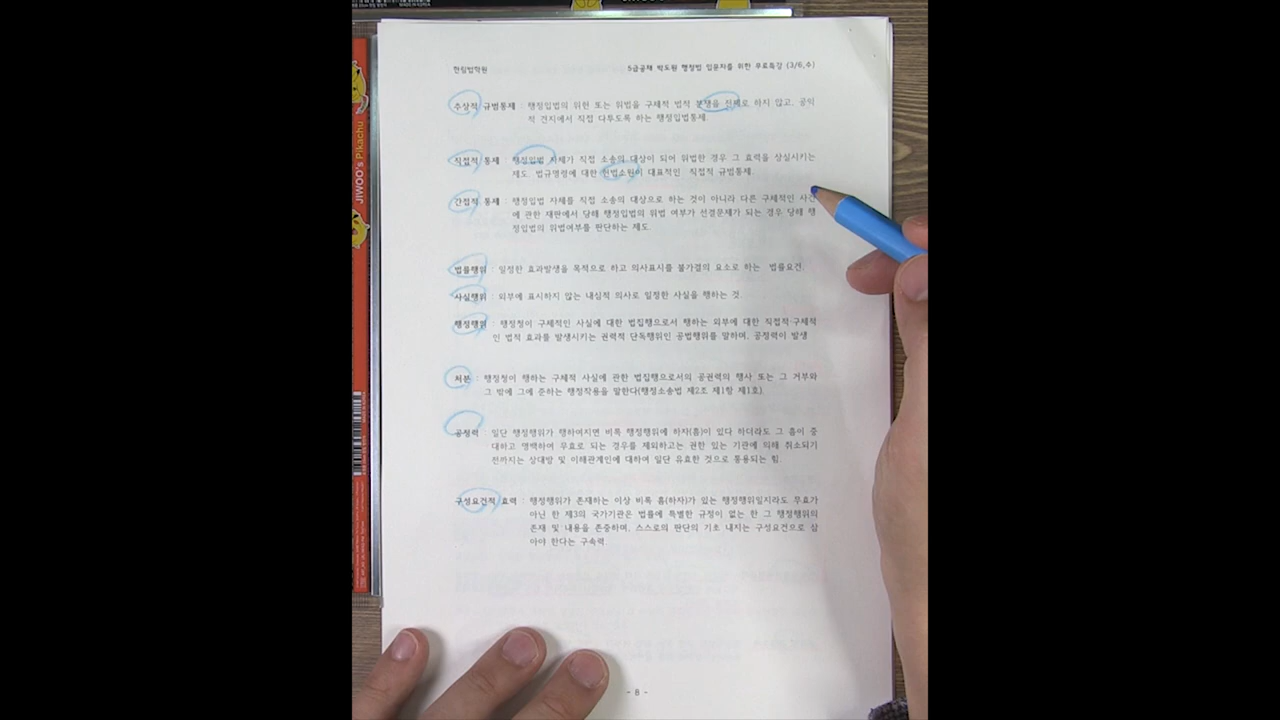 JIWOO's Pikachu
한림법학원
5급공채 박도원 행정법 입문자를 위한 무료특강 (3/6,수)
추상적 규범통제 : 행정입법의 위헌 또는 위법을 구체적 법적 분쟁을 전제로 하지 않고, 공익
적 견지에서 직접 다투도록 하는 행정입법통제.
직접적 통제 : 행정입법 자체가 직접 소송의 대상이 되어 위법한 경우 그 효력을 상실시키는
제도. 법규명령에 대한 헌법소원이 대표적인 직접적 규범통제.
간접적 통제 : 행정입법 자체를 직접 소송의 대상으로 하는 것이 아니라 다른 구체적인 사건
에 관한 재판에서 당해 행정입법의 위법 여부가 선결문제가 되는 경우 당해 행
정입법의 위법여부를 판단하는 제도
법률행위 : 일정한 효과발생을 목적으로 하고 의사표시를 불가결의 요소로 하는 법률요건.
사실행위 : 외부에 표시하지 않는 내심적 의사로 일정한 사실을 행하는 것.
행정행위 : 행정청이 구체적인 사실에 대한 법집행으로서 행하는 외부에 대한 직접적·구체적
인 법적 효과를 발생시키는 권력적 단독행위인 공법행위를 말하며, 공정력이 발생
처분 : 행정청이 행하는 구체적 사실에 관한 법집행으로서의 공권력의 행사 또는 그 거부와
그 밖에 그에 준하는 행정작용을 말한다(행정소송법 제2조 제1항 제1호).
공정력 : 일단 행정행위가 행하여지면 비록 행정행위에 하자(흠)이 있다 하더라도 그 흠이 중
대하고 명백하여 무효로 되는 경우를 제외하고는 권한 있는 기관에 의해 취소되기
전까지는 상대방 및 이해관계인에 대하여 일단 유효한 것으로 통용되는 힘.
구성요건적 효력 : 행정행위가 존재하는 이상 비록 흠(하자)가 있는 행정행위일지라도 무효가
아닌 한 제3의 국가기관은 법률에 특별한 규정이 없는 한 그 행정행위의
존재 및 내용을 존중하며, 스스로의 판단의 기초 내지는 구성요건으로 삼
아야 한다는 구속력
- 8 -